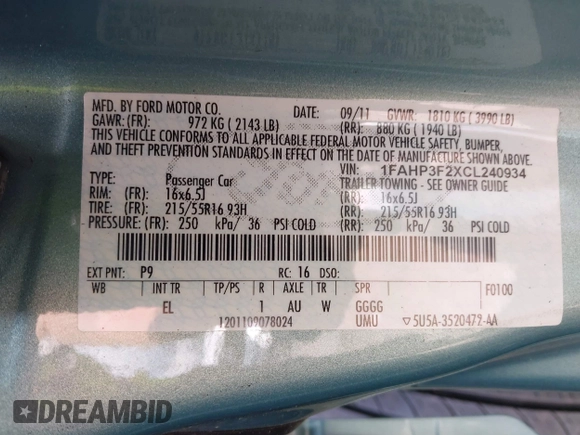 MFD. BY FORD MOTOR CO. DATE: 09/11 GVWR: 1810 KG ( 3990 LB)
GAWR: (FR): 972 KG ( 2143 LB) (RR): 880 KG ( 1940 LB)
THIS VEHICLE CONFORMS TO ALL APPLICABLE FEDERAL MOTOR VEHICLE SAFETY, BUMPER,
AND THEFT PREVENTION STANDARDS IN EFFECT ON THE DATE OF MANUFACTURE SHOWN ABOVE.
VIN: 1FAHP3F2XCL240934
TYPE: Passenger Car TRAILER TOWING - SEE OWNER GUIDE
RIM: (FR): 16x6.5J (RR): 16x6.5J
TIRE: (FR): 215/55R16 93H (RR): 215/55R16 93H
PRESSURE: (FR): 250 kPa/ 36 PSI COLD (RR): 250 kPa/ 36 PSI COLD
EXT PNT: P9 RC: 16 DSO:
WB INT TR TP/PS R AXLE TR SPR F0100
EL 1 AU W GGGG
1201109078024 UMU ▽5U5A-3520472-AA
DREAMBID